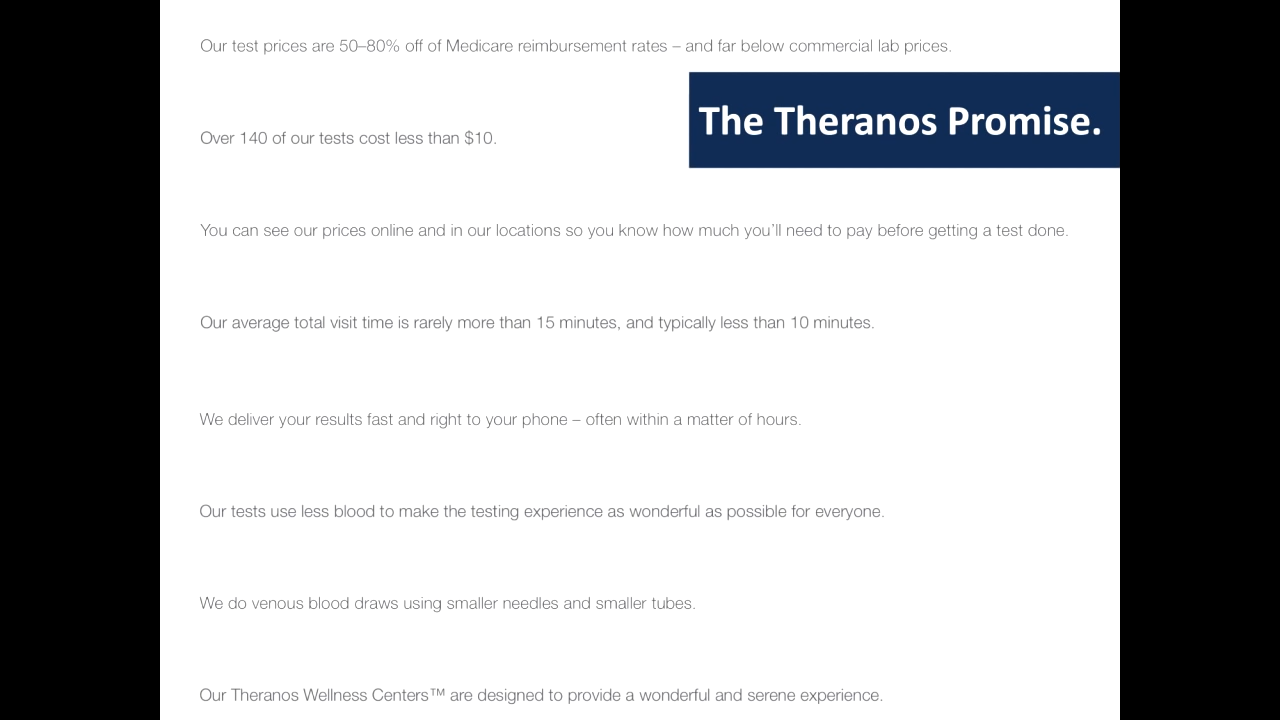 Our test prices are 50–80% off of Medicare reimbursement rates – and far below commercial lab prices.
The Theranos Promise.
Over 140 of our tests cost less than $10.
You can see our prices online and in our locations so you know how much you’ll need to pay before getting a test done.
Our average total visit time is rarely more than 15 minutes, and typically less than 10 minutes.
We deliver your results fast and right to your phone – often within a matter of hours.
Our tests use less blood to make the testing experience as wonderful as possible for everyone.
We do venous blood draws using smaller needles and smaller tubes.
Our Theranos Wellness Centers™ are designed to provide a wonderful and serene experience.